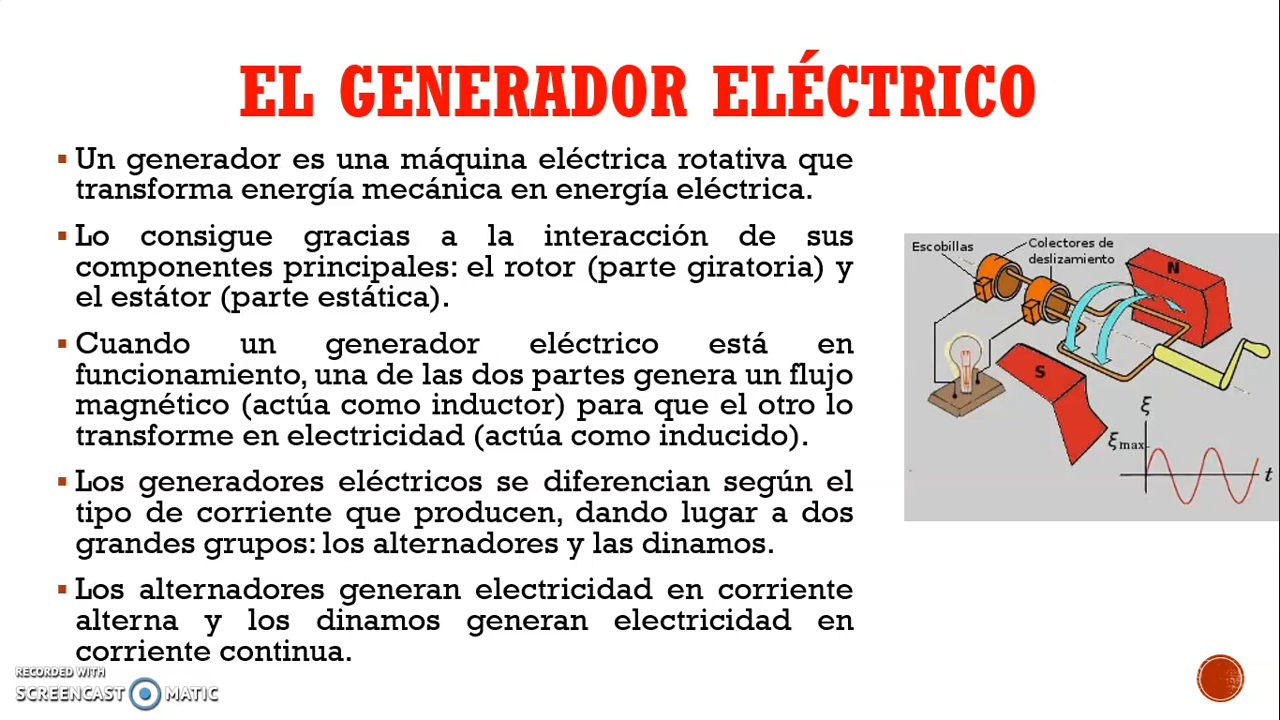 EL GENERADOR ELÉCTRICO
▪ Un generador es una máquina eléctrica rotativa que
transforma energía mecánica en energía eléctrica.
▪ Lo consigue gracias a la interacción de sus
componentes principales: el rotor (parte giratoria) y
el estátor (parte estática).
▪ Cuando un generador eléctrico está en
funcionamiento, una de las dos partes genera un flujo
magnético (actúa como inductor) para que el otro lo
transforme en electricidad (actúa como inducido).
▪ Los generadores eléctricos se diferencian según el
tipo de corriente que producen, dando lugar a dos
grandes grupos: los alternadores y las dinamos.
▪ Los alternadores generan electricidad en corriente
alterna y los dinamos generan electricidad en
corriente continua.
Escobillas
Colectores de
deslizamiento
N
S
ξ
ξmax
t
RECORDED WITH
SCREENCAST MATIC